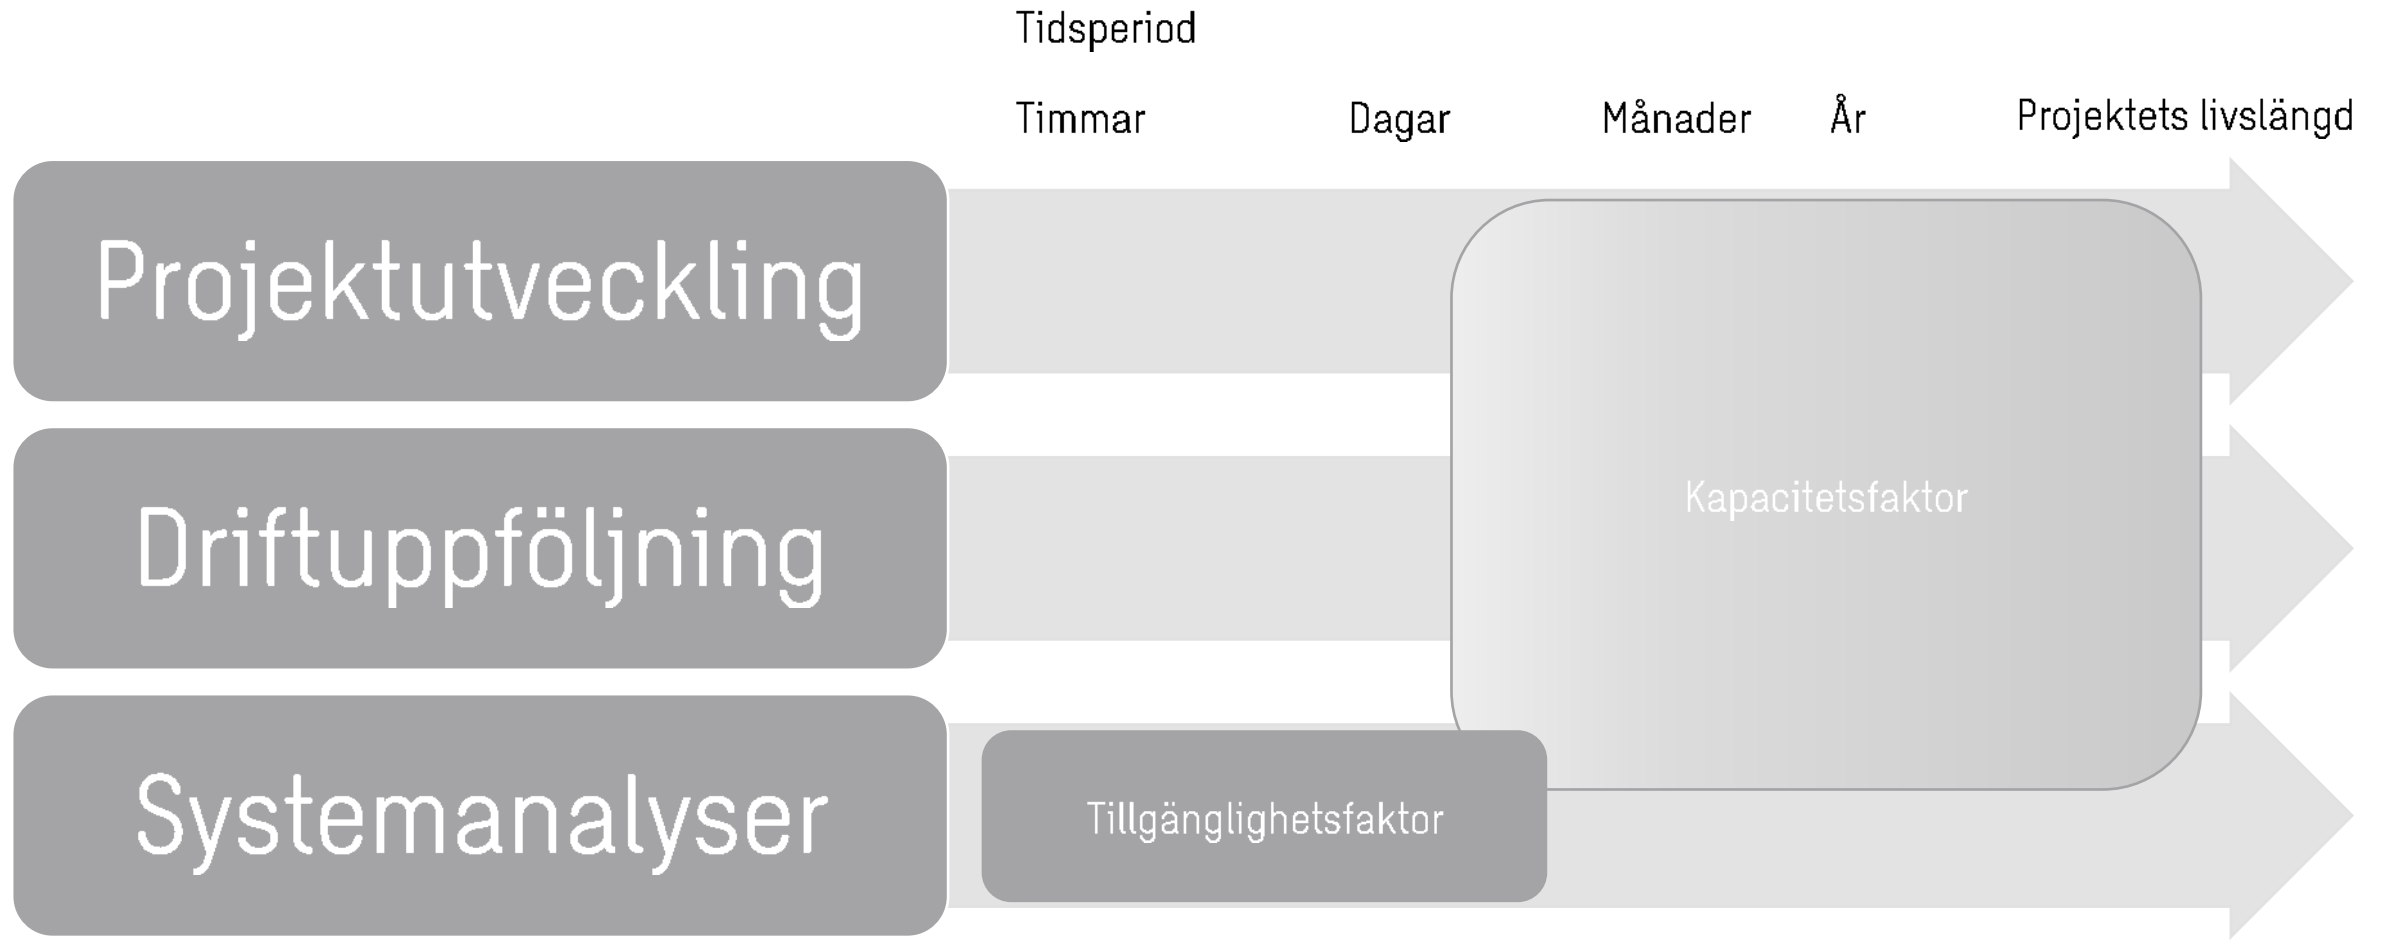 Tidsperiod
Timmar Dagar Månader År Projektets livslängd
Projektutveckling
Driftuppföljning
Kapacitetsfaktor
Systemanalyser
Tillgänglighetsfaktor